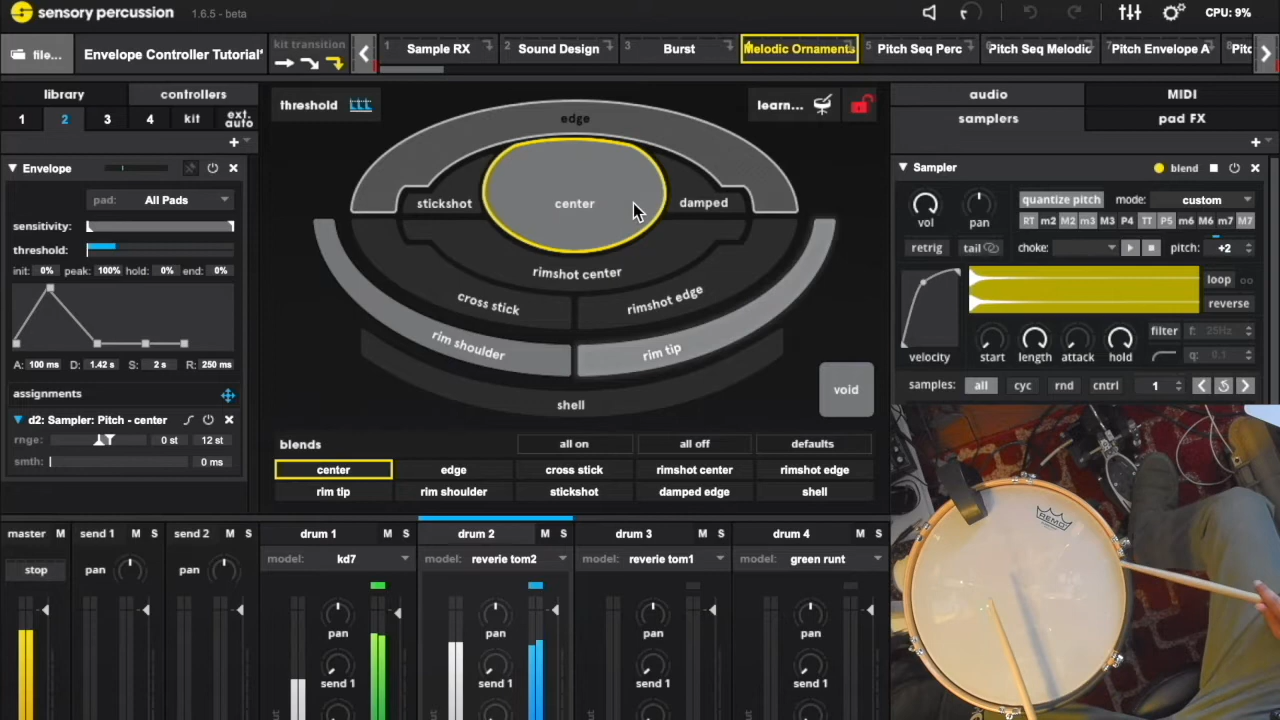 sensory percussion 1.6.5 - beta CPU: 9%
file... Envelope Controller Tutorial* kit transition 1 Sample RX 2 Sound Design 3 Burst 4 Melodic Ornaments 5 Pitch Seq Perc Pitch Seq Melodic 7 Pitch Envelope A 8
library controllers
1 2 3 4 kit ext. auto
+
Envelope
pad: All Pads
sensitivity:
threshold:
init: 0% peak: 100% hold: 0% end: 0%
A: 100 ms D: 1.42 s S: 2 s R: 250 ms
assignments
d2: Sampler: Pitch - center
rnge: 0 st 12 st
smth: 0 ms
threshold learn...
edge
stickshot center damped
rimshot center
cross stick rimshot edge
rim shoulder rim tip
shell void
blends all on all off defaults
center edge cross stick rimshot center rimshot edge
rim tip rim shoulder stickshot damped edge shell
audio MIDI
samplers pad FX
+
Sampler blend
vol pan quantize pitch mode: custom
RT m2 M2 m3 M3 P4 TT P5 m6 M6 m7 M7
retrig tail choke: pitch: +2
loop
reverse
velocity start length attack hold filter f: 25Hz
q: 0.1
samples: all cyc rnd cntrl 1
REMO
master M send 1 M S send 2 M S drum 1 M S drum 2 M S drum 3 M S drum 4 M S
stop pan pan model: kd7 model: reverie tom2 model: reverie tom1 model: green runt
pan pan pan pan
send 1 send 1 send 1 send 1